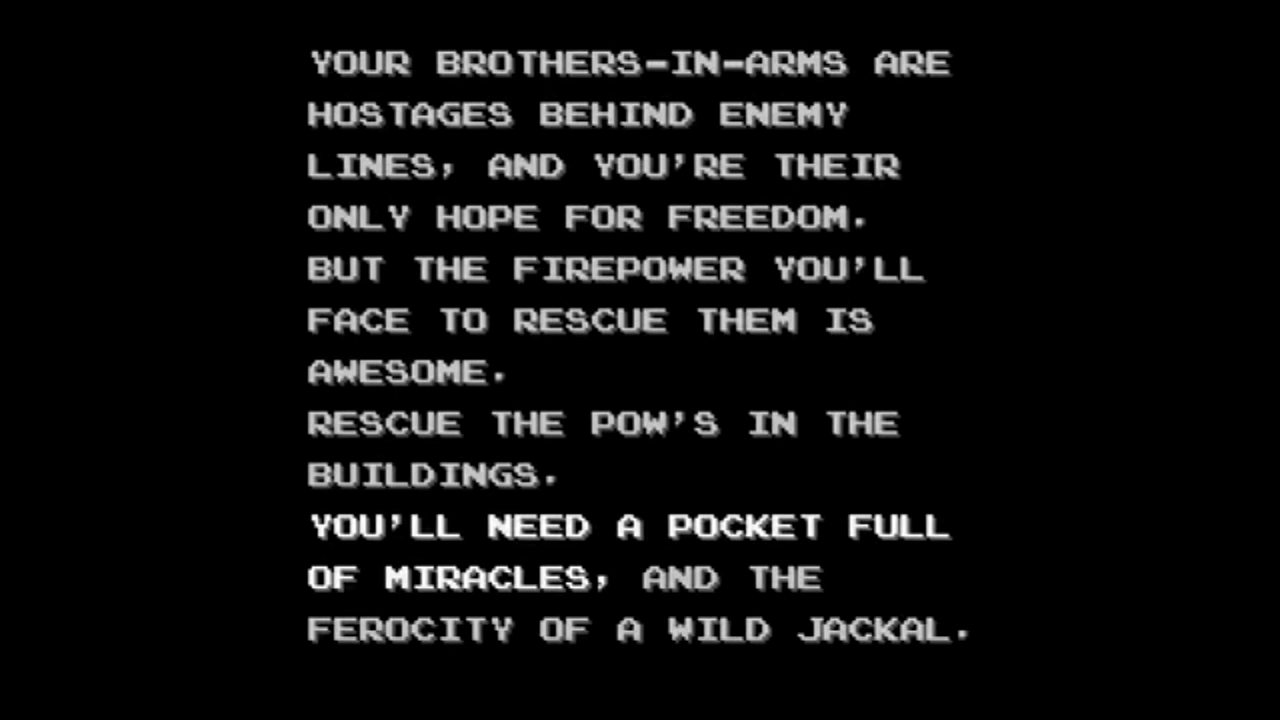 YOUR BROTHERS-IN-ARMS ARE
HOSTAGES BEHIND ENEMY
LINES, AND YOU'RE THEIR
ONLY HOPE FOR FREEDOM.
BUT THE FIREPOWER YOU'LL
FACE TO RESCUE THEM IS
AWESOME.
RESCUE THE POW'S IN THE
BUILDINGS.
YOU'LL NEED A POCKET FULL
OF MIRACLES, AND THE
FEROCITY OF A WILD JACKAL.